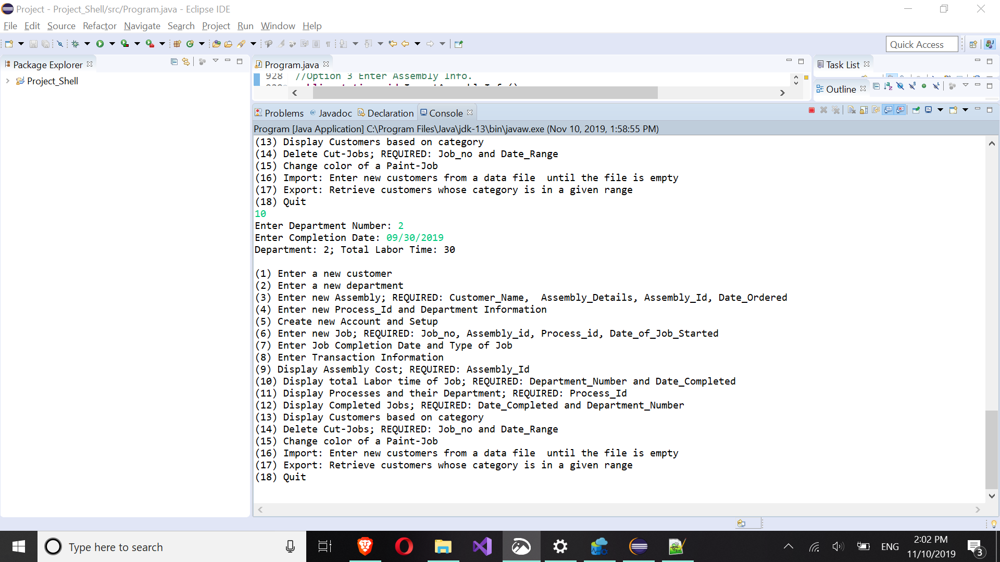 Project - Project_Shell/src/Program.java - Eclipse IDE
File Edit Source Refactor Navigate Search Project Run Window Help
Quick Access
Package Explorer
Project_Shell
Program.java
928 //Option 3 Enter Assembly Info.
Task List
Outline
Problems @ Javadoc Declaration Console
Program [Java Application] C:\Program Files\Java\jdk-13\bin\javaw.exe (Nov 10, 2019, 1:58:55 PM)
(13) Display Customers based on category
(14) Delete Cut-Jobs; REQUIRED: Job_no and Date_Range
(15) Change color of a Paint-Job
(16) Import: Enter new customers from a data file  until the file is empty
(17) Export: Retrieve customers whose category is in a given range
(18) Quit
10
Enter Department Number: 2
Enter Completion Date: 09/30/2019
Department: 2; Total Labor Time: 30
(1) Enter a new customer
(2) Enter a new department
(3) Enter new Assembly; REQUIRED: Customer_Name,  Assembly_Details, Assembly_Id, Date_Ordered
(4) Enter new Process_Id and Department Information
(5) Create new Account and Setup
(6) Enter new Job; REQUIRED: Job_no, Assembly_id, Process_id, Date_of_Job_Started
(7) Enter Job Completion Date and Type of Job
(8) Enter Transaction Information
(9) Display Assembly Cost; REQUIRED: Assembly_Id
(10) Display total Labor time of Job; REQUIRED: Department_Number and Date_Completed
(11) Display Processes and their Department; REQUIRED: Process_Id
(12) Display Completed Jobs; REQUIRED: Date_Completed and Department_Number
(13) Display Customers based on category
(14) Delete Cut-Jobs; REQUIRED: Job_no and Date_Range
(15) Change color of a Paint-Job
(16) Import: Enter new customers from a data file  until the file is empty
(17) Export: Retrieve customers whose category is in a given range
(18) Quit
Type here to search
ENG
2:02 PM
11/10/2019
3